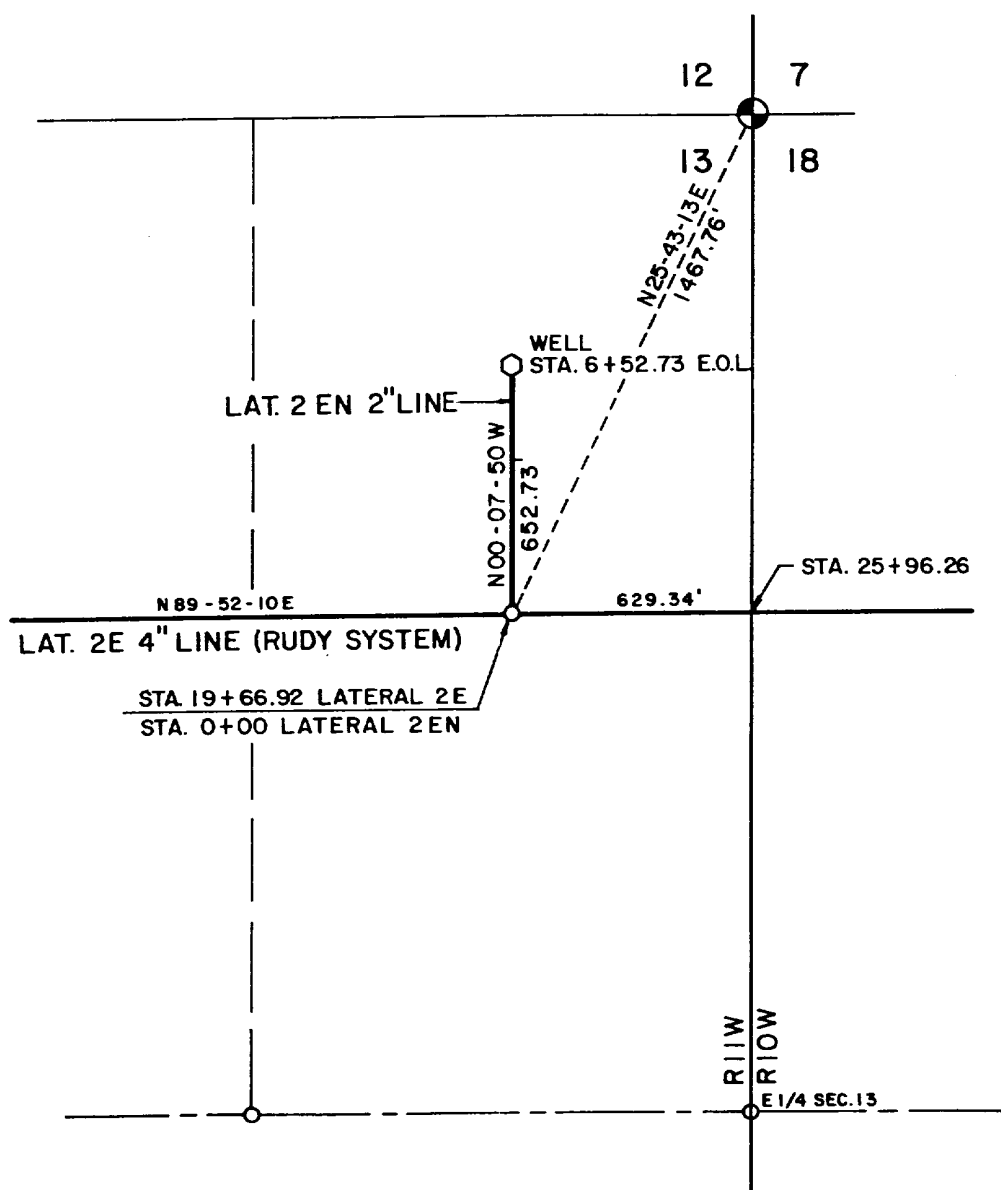 12 7
13 18
N25-43-13E
1467.76'
WELL
STA. 6+52.73 E.O.L.
LAT. 2 EN 2" LINE
N00-07-50W
652.73'
STA. 25+96.26
N89-52-10E
629.34'
LAT. 2E 4" LINE (RUDY SYSTEM)
STA. 19+66.92 LATERAL 2E
STA. 0+00 LATERAL 2EN
R11W
R10W
E 1/4 SEC. 13